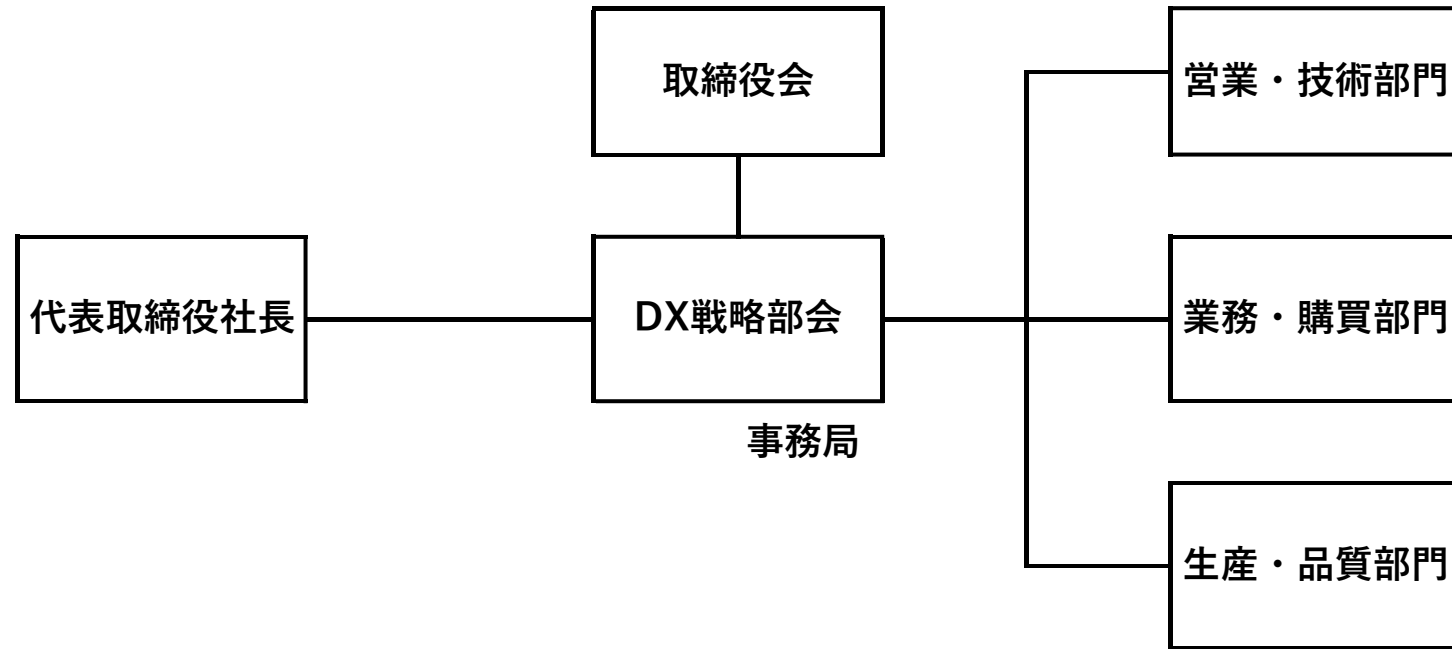 取締役会
営業・技術部門
代表取締役社長
DX戦略部会
業務・購買部門
事務局
生産・品質部門